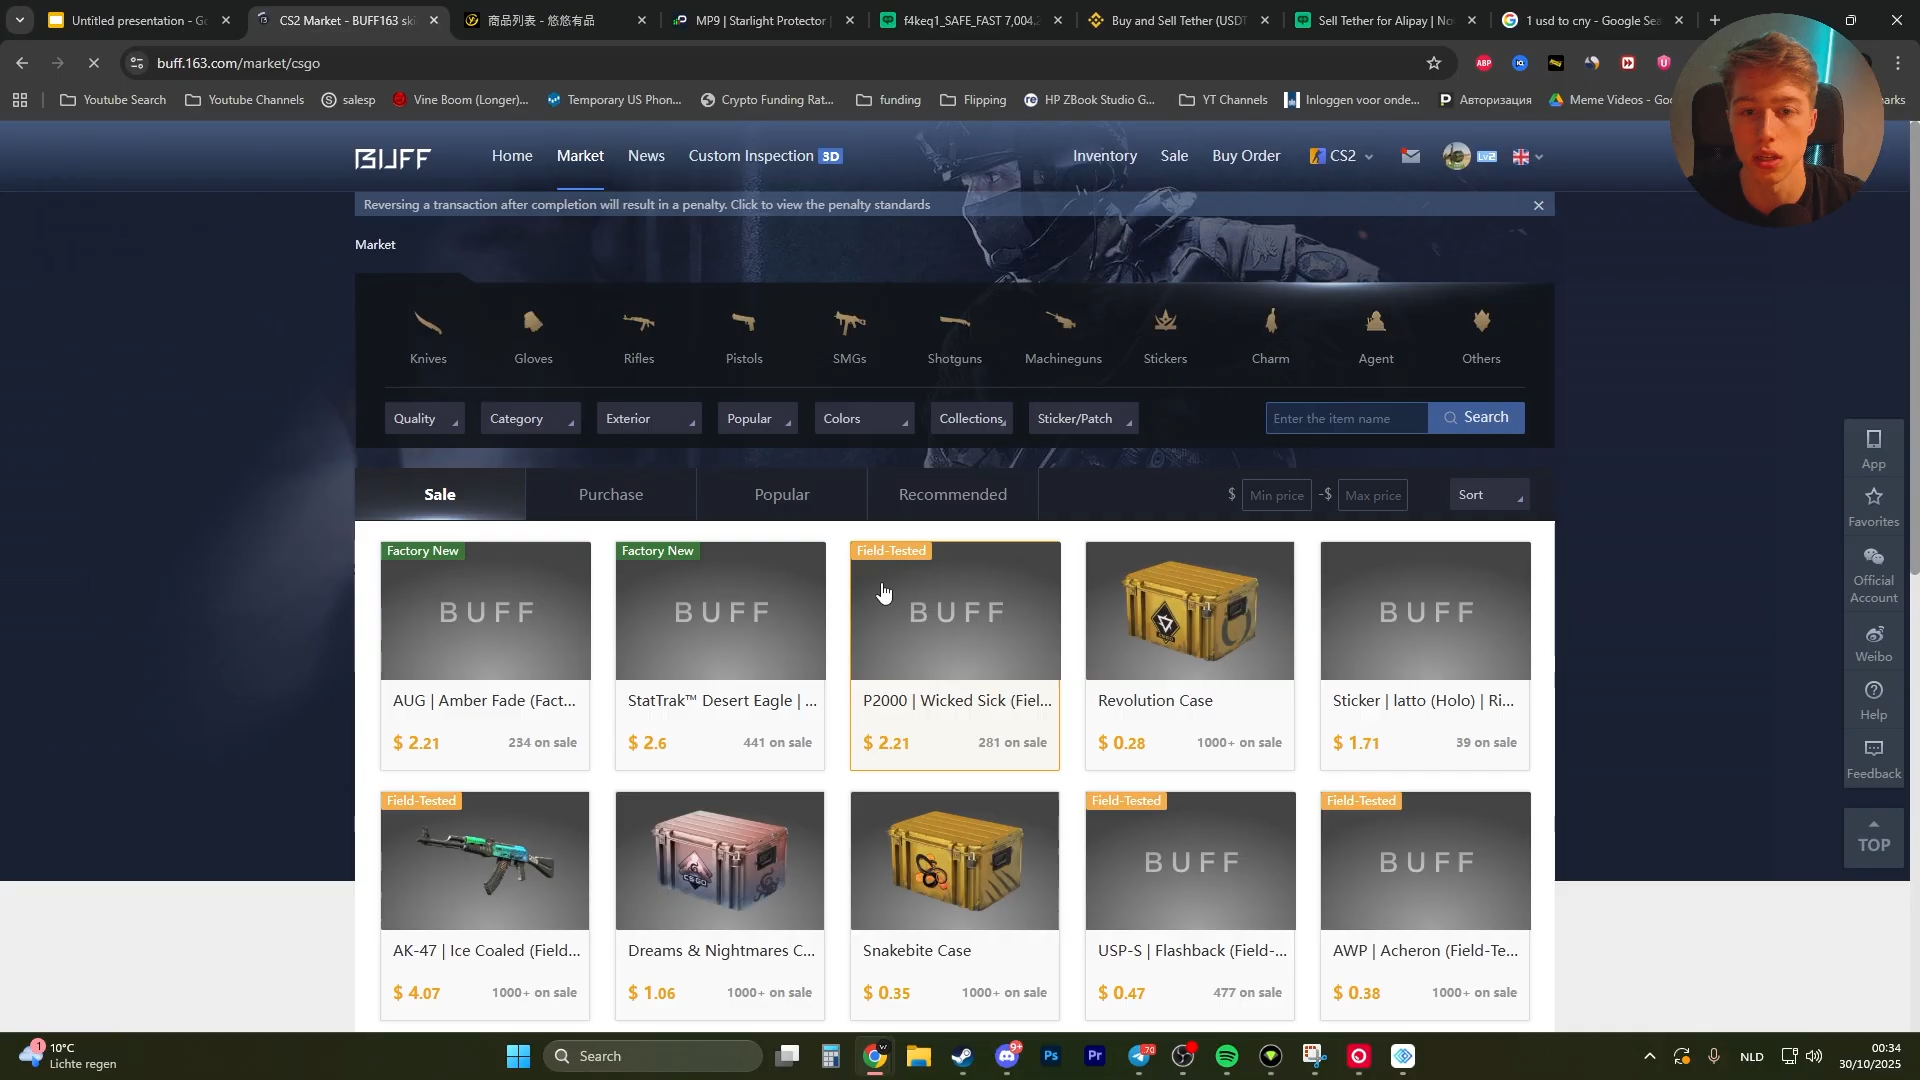 Untitled presentation - Go
CS2 Market - BUFF163 ski
商品列表 - 悠悠有品
MP9 | Starlight Protector
f4keq1_SAFE_FAST 7,004.2
Buy and Sell Tether (USDT
Sell Tether for Alipay | No
1 usd to cny - Google Sea
buff.163.com/market/csgo
Youtube Search
Youtube Channels
salesp
Vine Boom (Longer)...
Temporary US Phon...
Crypto Funding Rat...
funding
Flipping
HP ZBook Studio G...
YT Channels
Inloggen voor onde...
Авторизация
Meme Videos - Goo
arks
BUFF
Home
Market
News
Custom Inspection 3D
Inventory
Sale
Buy Order
CS2
Lv2
Reversing a transaction after completion will result in a penalty. Click to view the penalty standards
Market
Knives
Gloves
Rifles
Pistols
SMGs
Shotguns
Machineguns
Stickers
Charm
Agent
Others
Quality
Category
Exterior
Popular
Colors
Collections
Sticker/Patch
Enter the item name
Search
Sale
Purchase
Popular
Recommended
$ Min price -$ Max price
Sort
Factory New
Factory New
Field-Tested
BUFF
BUFF
BUFF
BUFF
AUG | Amber Fade (Fact...
StatTrak™ Desert Eagle | ...
P2000 | Wicked Sick (Fiel...
Revolution Case
Sticker | latto (Holo) | Ri...
$ 2.21 234 on sale
$ 2.6 441 on sale
$ 2.21 281 on sale
$ 0.28 1000+ on sale
$ 1.71 39 on sale
Field-Tested
Field-Tested
Field-Tested
BUFF
BUFF
AK-47 | Ice Coaled (Field...
Dreams & Nightmares C...
Snakebite Case
USP-S | Flashback (Field-...
AWP | Acheron (Field-Te...
$ 4.07 1000+ on sale
$ 1.06 1000+ on sale
$ 0.35 1000+ on sale
$ 0.47 477 on sale
$ 0.38 1000+ on sale
App
Favorites
Official
Account
Weibo
Help
Feedback
TOP
10°C
Lichte regen
Search
NLD
00:34
30/10/2025